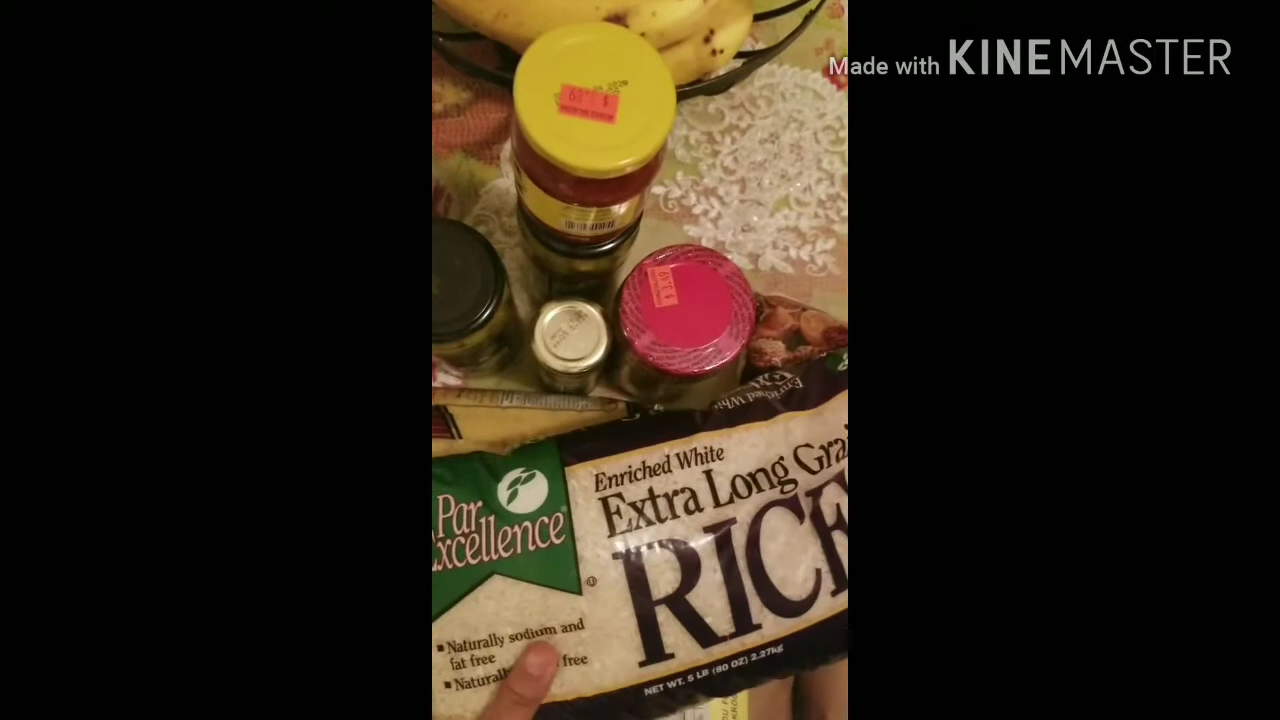 Made with KINEMASTER
Enriched White
Extra Long Grai
RICE
Par
Excellence
Naturally sodium and
fat free
free
NET WT. 5 LB (80 OZ) 2.27kg